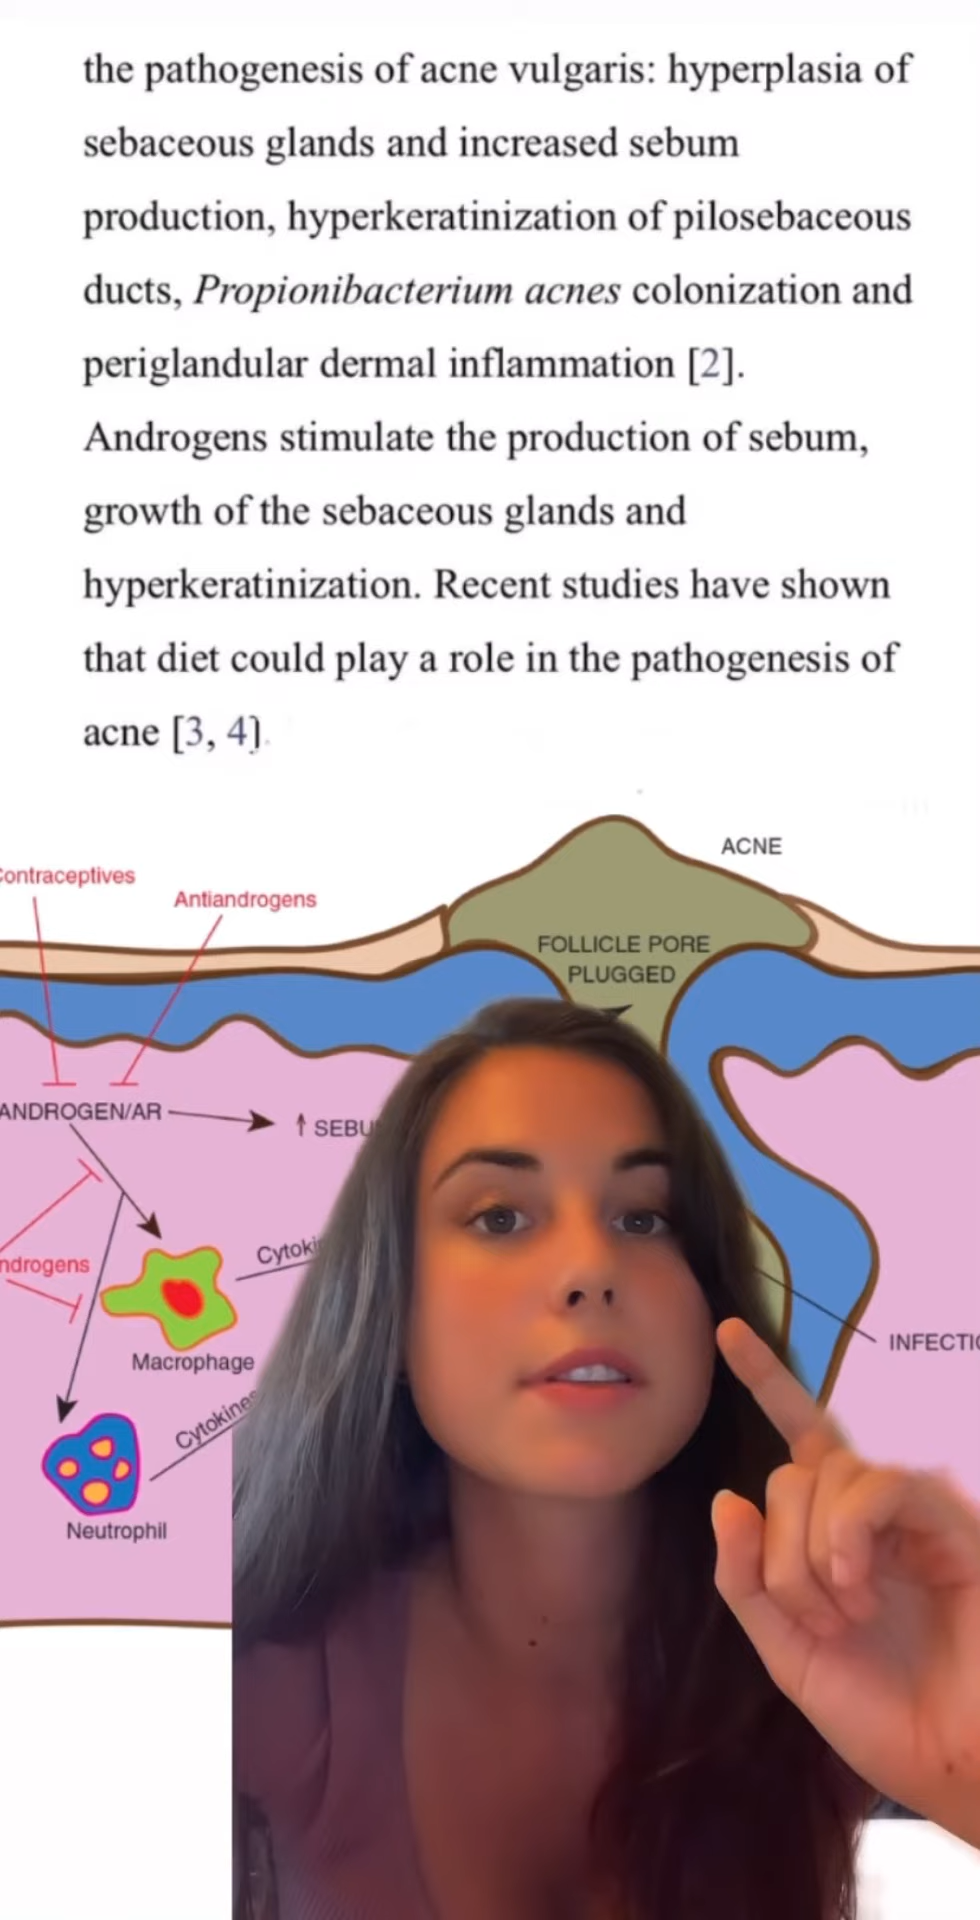 the pathogenesis of acne vulgaris: hyperplasia of
sebaceous glands and increased sebum
production, hyperkeratinization of pilosebaceous
ducts, Propionibacterium acnes colonization and
periglandular dermal inflammation [2].
Androgens stimulate the production of sebum,
growth of the sebaceous glands and
hyperkeratinization. Recent studies have shown
that diet could play a role in the pathogenesis of
acne [3, 4].
ACNE
Contraceptives
Antiandrogens
FOLLICLE PORE
PLUGGED
ANDROGEN/AR
↑ SEBU
Cytoki
ndrogens
INFECTIO
Macrophage
Cytokines
Neutrophil